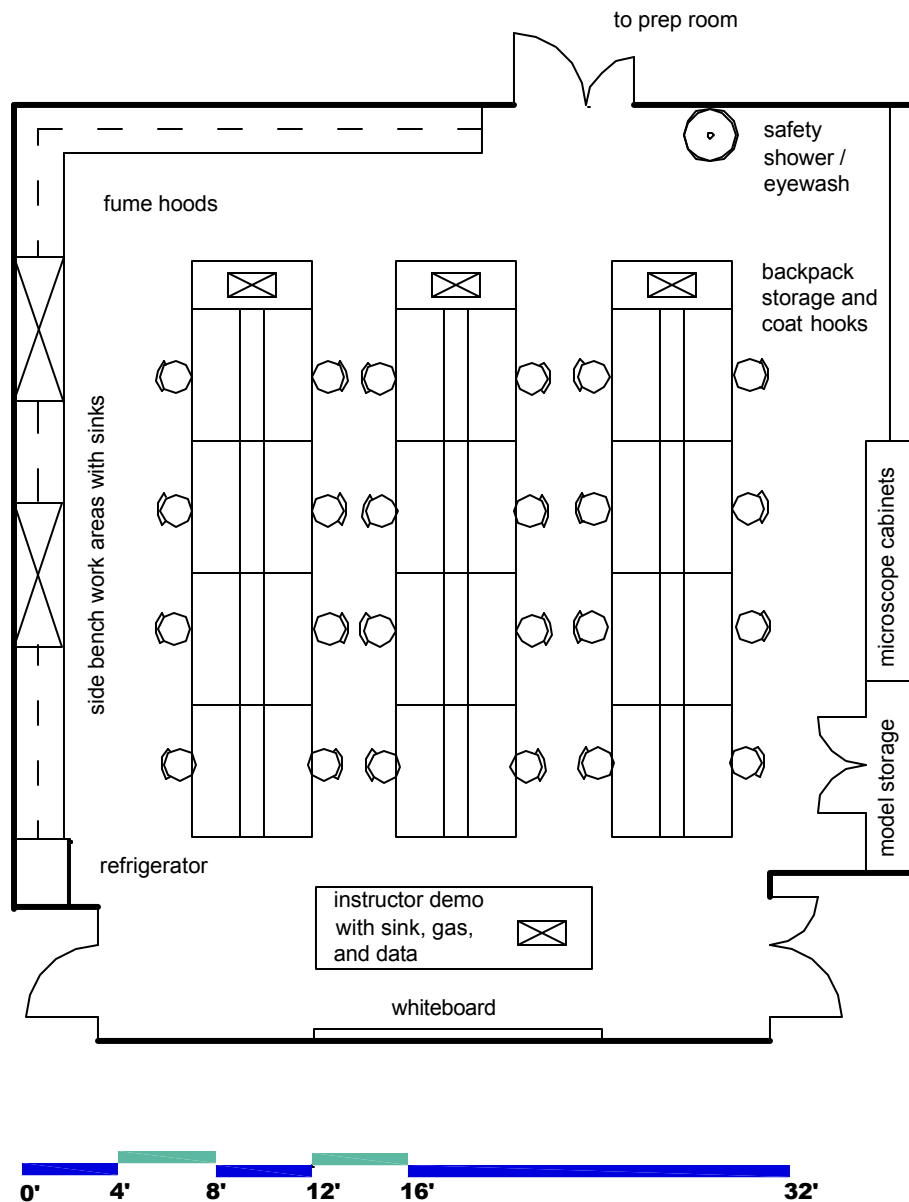 to prep room
safety
shower /
eyewash
fume hoods
backpack
storage and
coat hooks
side bench work areas with sinks
microscope cabinets
model storage
refrigerator
instructor demo
with sink, gas,
and data
whiteboard
0' 4' 8' 12' 16' 32'